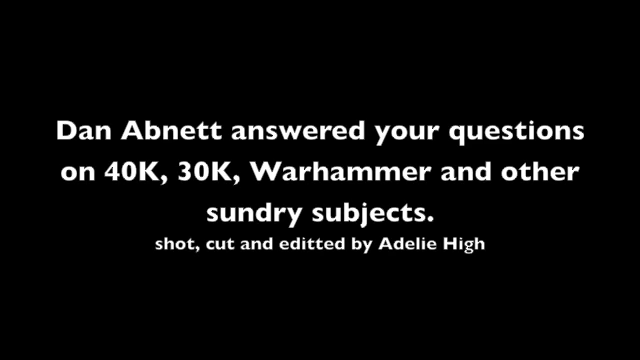 Dan Abnett answered your questions
on 40K, 30K, Warhammer and other
sundry subjects.
shot, cut and editted by Adelie High